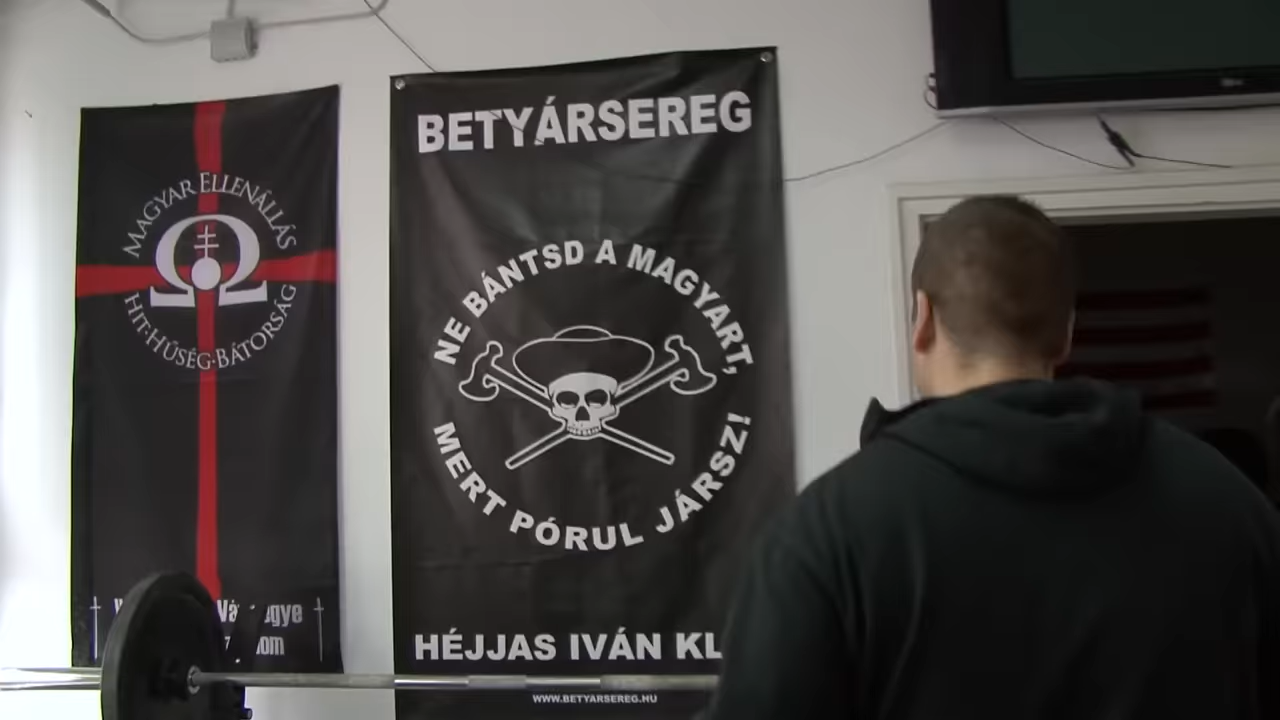 MAGYAR ELLENÁLLÁS
HIT·HŰSÉG·BÁTORSÁG
BETYÁRSEREG
NE BÁNTSD A MAGYART,
MERT PÓRUL JÁRSZ!
HÉJJAS IVÁN KL
WWW.BETYARSEREG.HU